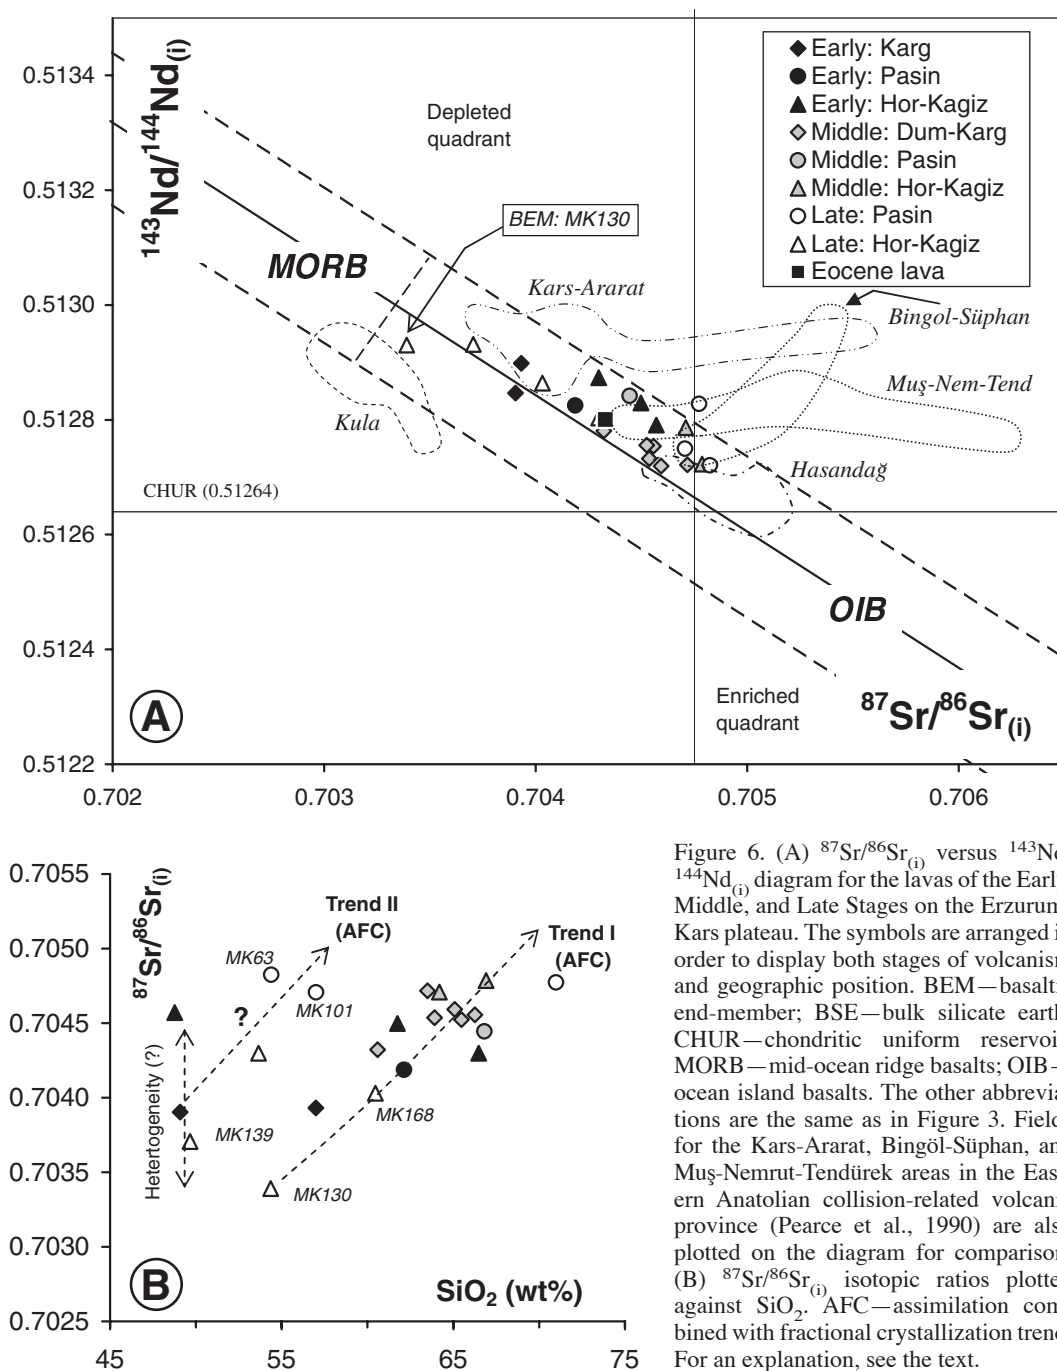 0.5134
0.5132
0.5130
0.5128
0.5126
0.5124
0.5122
143Nd/144Nd(i)
Depleted
quadrant
◆ Early: Karg
● Early: Pasin
▲ Early: Hor-Kagiz
Middle: Dum-Karg
Middle: Pasin
Middle: Hor-Kagiz
○ Late: Pasin
△ Late: Hor-Kagiz
■ Eocene lava
BEM: MK130
MORB
Kars-Ararat
Bingol-Süphan
Muş-Nem-Tend
Kula
Hasandağ
CHUR (0.51264)
OIB
Enriched
quadrant
87Sr/86Sr(i)
A
0.702 0.703 0.704 0.705 0.706
0.7055
0.7050
0.7045
0.7040
0.7035
0.7030
0.7025
87Sr/86Sr(i)
Trend II
(AFC)
Trend I
(AFC)
MK63
MK101
?
Hetertogeneity (?)
MK168
MK139
MK130
B
SiO2 (wt%)
45 55 65 75
Figure 6. (A) 87Sr/86Sr(i) versus 143Nd
144Nd(i) diagram for the lavas of the Early
Middle, and Late Stages on the Erzurum
Kars plateau. The symbols are arranged i
order to display both stages of volcanism
and geographic position. BEM—basalti
end-member; BSE—bulk silicate earth
CHUR—chondritic uniform reservoi
MORB—mid-ocean ridge basalts; OIB—
ocean island basalts. The other abbrevia
tions are the same as in Figure 3. Field
for the Kars-Ararat, Bingöl-Süphan, an
Muş-Nemrut-Tendürek areas in the East
ern Anatolian collision-related volcani
province (Pearce et al., 1990) are als
plotted on the diagram for comparison
(B) 87Sr/86Sr(i) isotopic ratios plotte
against SiO2. AFC—assimilation com
bined with fractional crystallization trend
For an explanation, see the text.